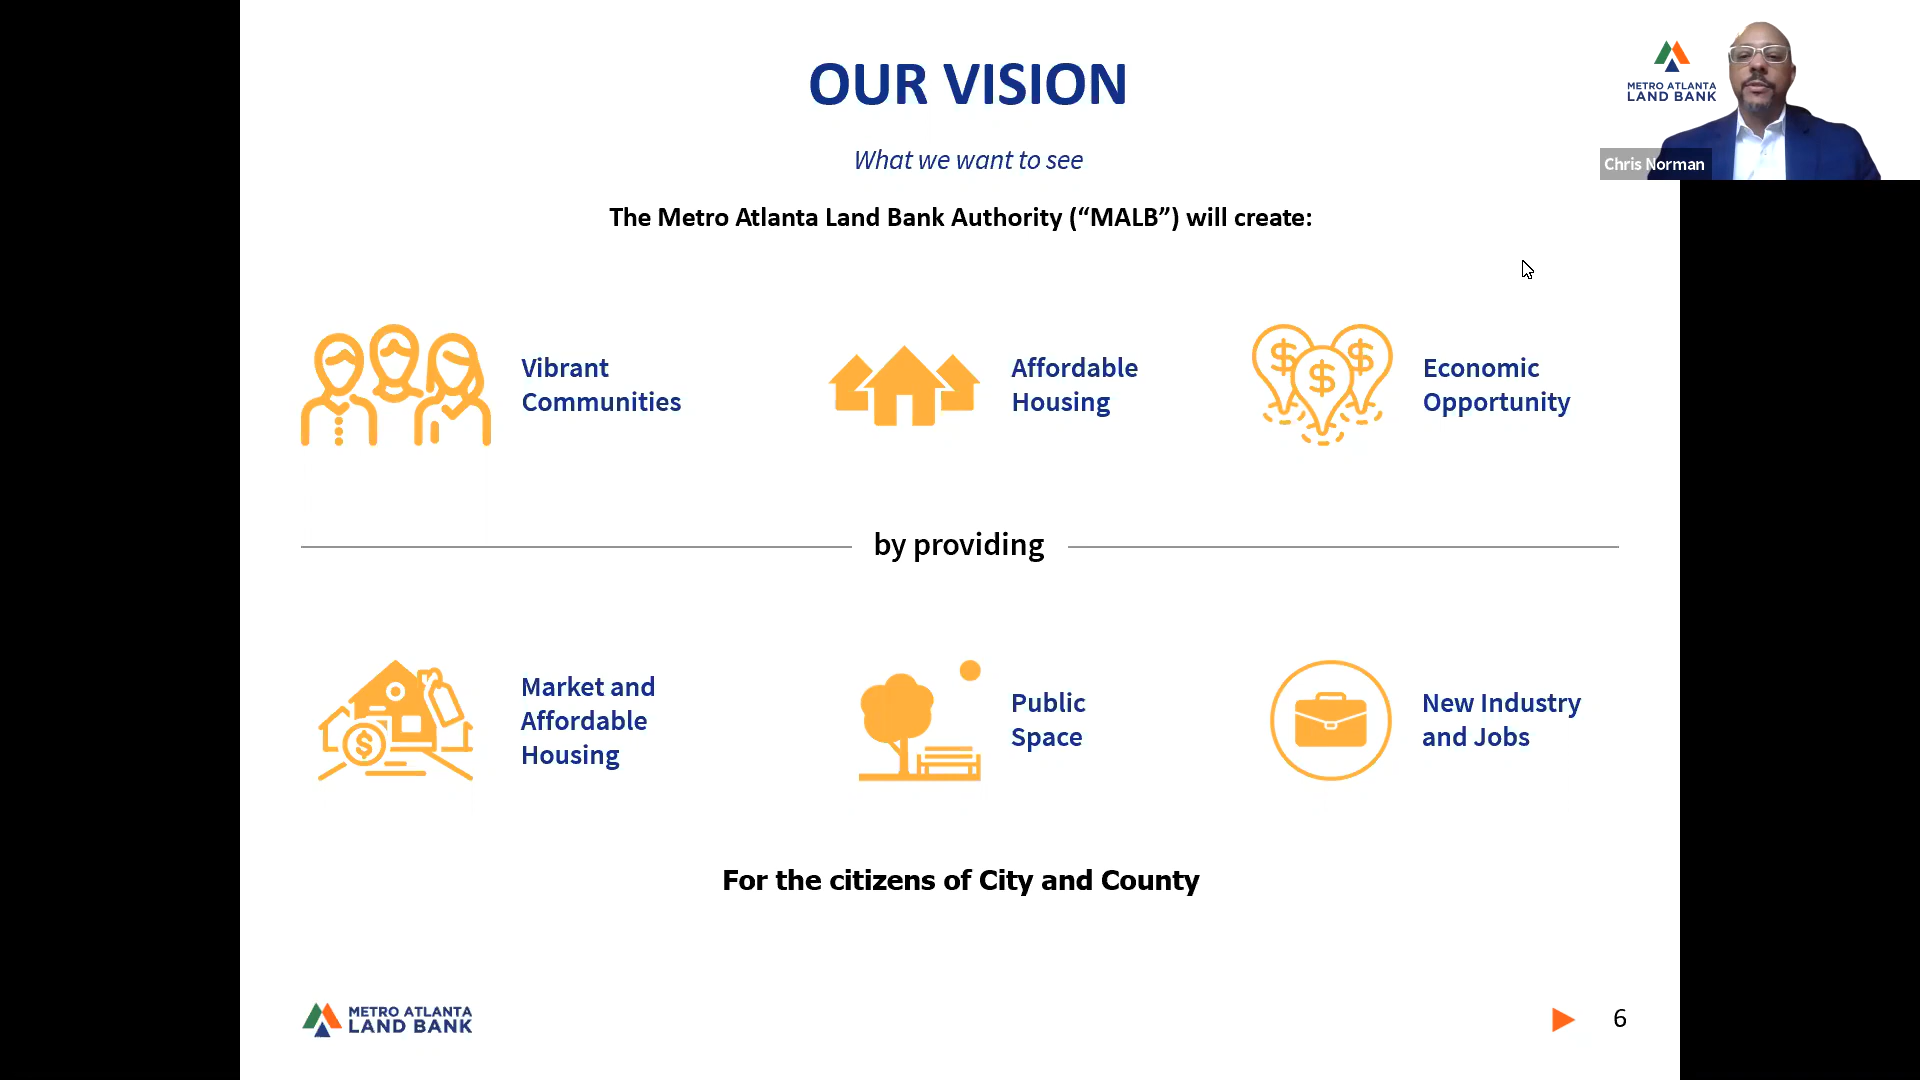 OUR VISION
METRO ATLANTA
LAND BANK
What we want to see
Chris Norman
The Metro Atlanta Land Bank Authority (“MALB”) will create:
Vibrant
Communities
Affordable
Housing
$ $ $
Economic
Opportunity
by providing
Market and
Affordable
Housing
$
Public
Space
New Industry
and Jobs
For the citizens of City and County
METRO ATLANTA
LAND BANK
6